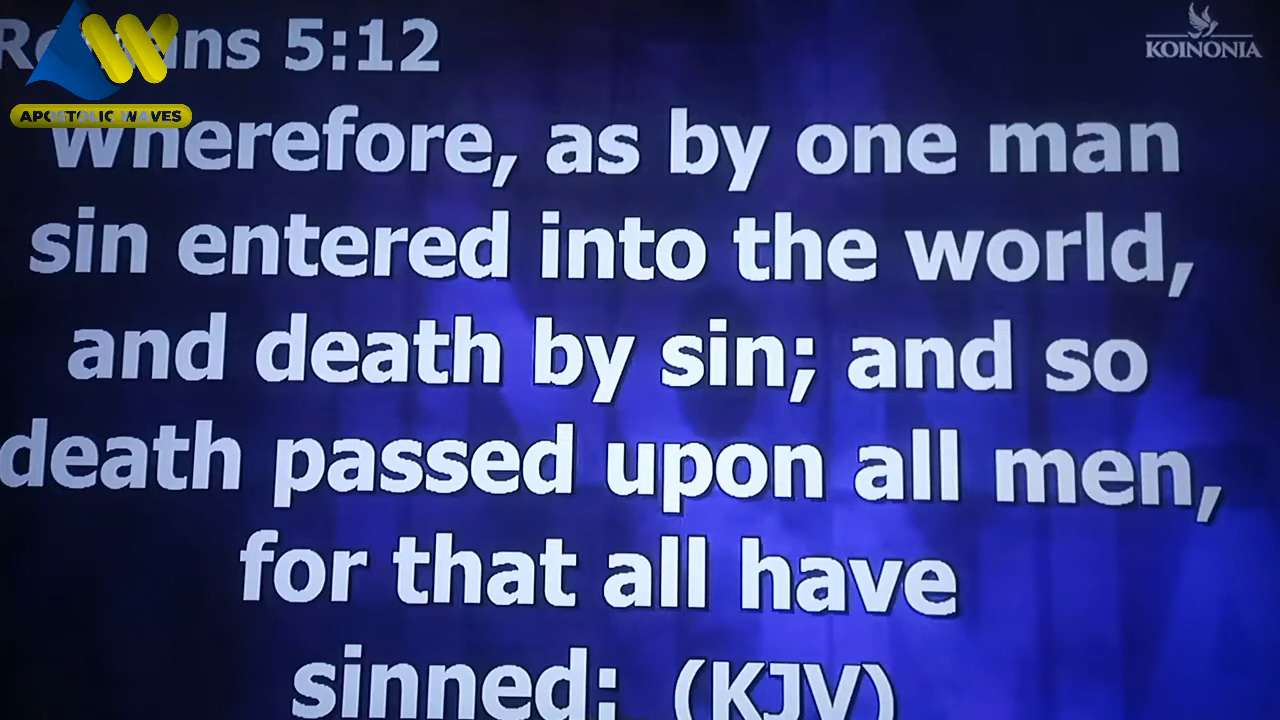 Romans 5:12
KOINONIA
APOSTOLIC WAVES
Wherefore, as by one man
sin entered into the world,
and death by sin; and so
death passed upon all men,
for that all have
sinned: (KJV)